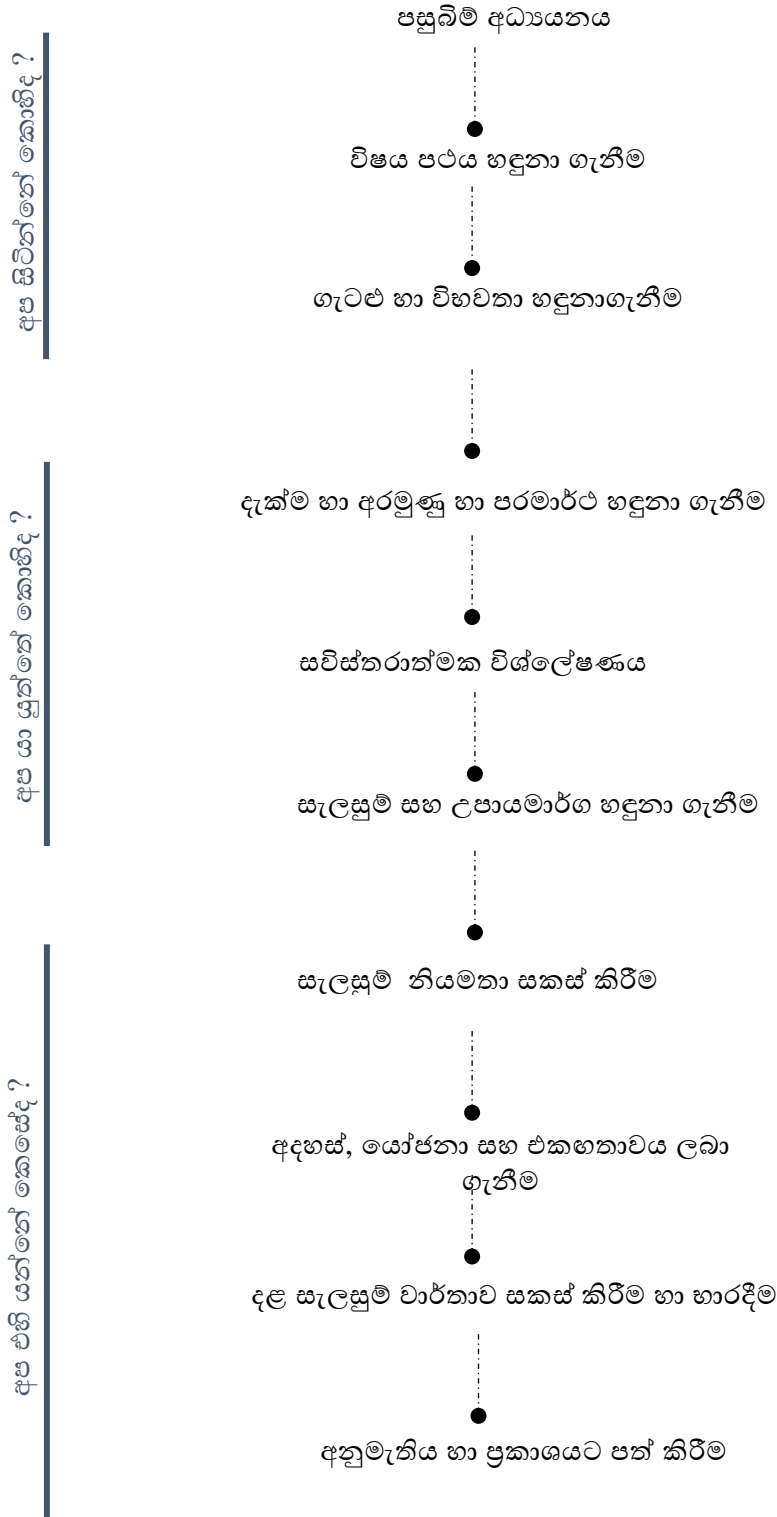 අප සිටින්නේ කොහිද ?
පසුබිම් අධ්‍යයනය
විෂය පථය හඳුනා ගැනීම
ගැටළු හා විභවතා හඳුනාගැනීම
අප යා යුත්තේ කොහිද ?
දැක්ම හා අරමුණු හා පරමාර්ථ හඳුනා ගැනීම
සවිස්තරාත්මක විශ්ලේෂණය
සැලසුම් සහ උපායමාර්ග හඳුනා ගැනීම
අප එහි යන්නේ කෙසේද ?
සැලසුම් නියමතා සකස් කිරීම
අදහස්, යෝජනා සහ එකඟතාවය ලබා
ගැනීම
දළ සැලසුම් වාර්තාව සකස් කිරීම හා භාරදීම
අනුමැතිය හා ප්‍රකාශයට පත් කිරීම